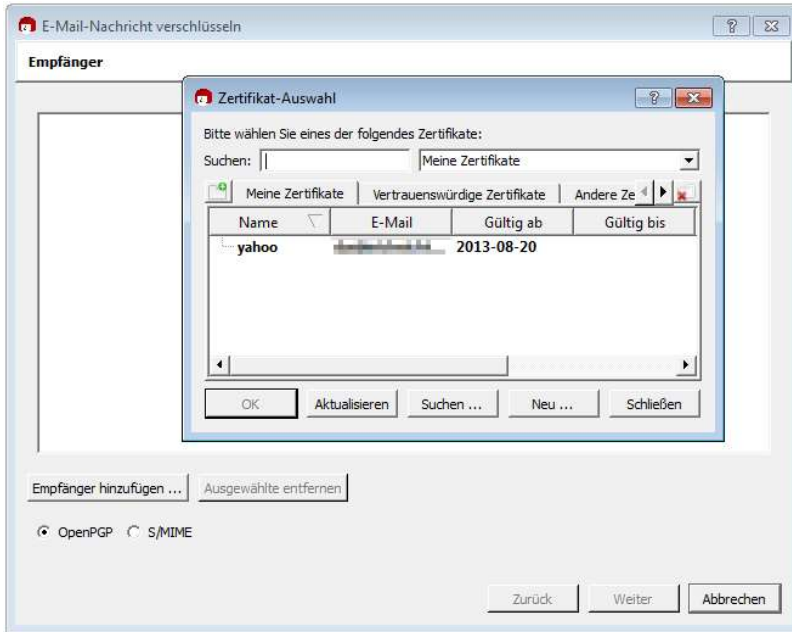 E-Mail-Nachricht verschlüsseln
Empfänger
Zertifikat-Auswahl
Bitte wählen Sie eines der folgendes Zertifikate:
Suchen: Meine Zertifikate
Meine Zertifikate Vertrauenswürdige Zertifikate Andere Ze
Name E-Mail Gültig ab Gültig bis
yahoo 2013-08-20
OK Aktualisieren Suchen ... Neu ... Schließen
Empfänger hinzufügen ... Ausgewählte entfernen
OpenPGP S/MIME
Zurück Weiter Abbrechen